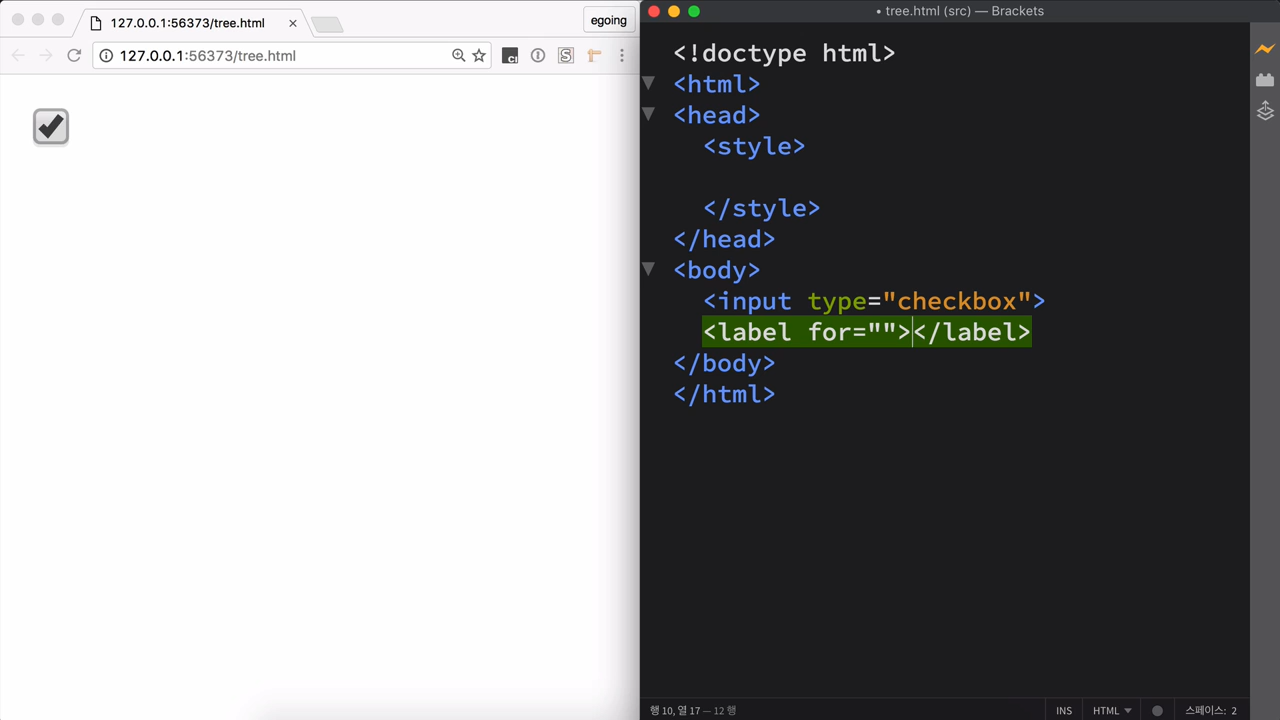 127.0.0.1:56373/tree.html
egoing
127.0.0.1:56373/tree.html
• tree.html (src) — Brackets
<!doctype html>
<html>
<head>
<style>
</style>
</head>
<body>
<input type="checkbox">
<label for=""></label>
</body>
</html>
행 10, 열 17 — 12 행
INS
HTML
스페이스: 2